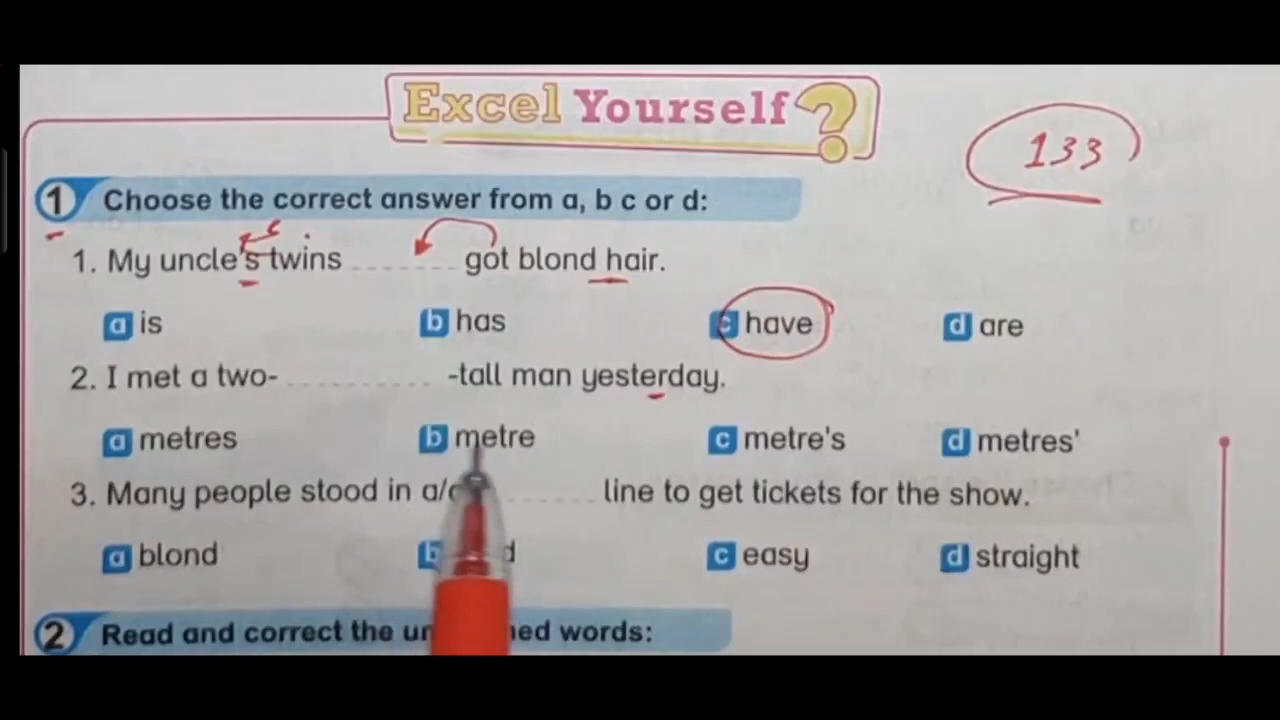 Excel Yourself ?
133
1 Choose the correct answer from a, b c or d:
1. My uncle's twins ........ got blond hair.
a is b has c have d are
2. I met a two- ........... -tall man yesterday.
a metres b metre c metre's d metres'
3. Many people stood in a/ ........ line to get tickets for the show.
a blond b c easy d straight
2 Read and correct the words: